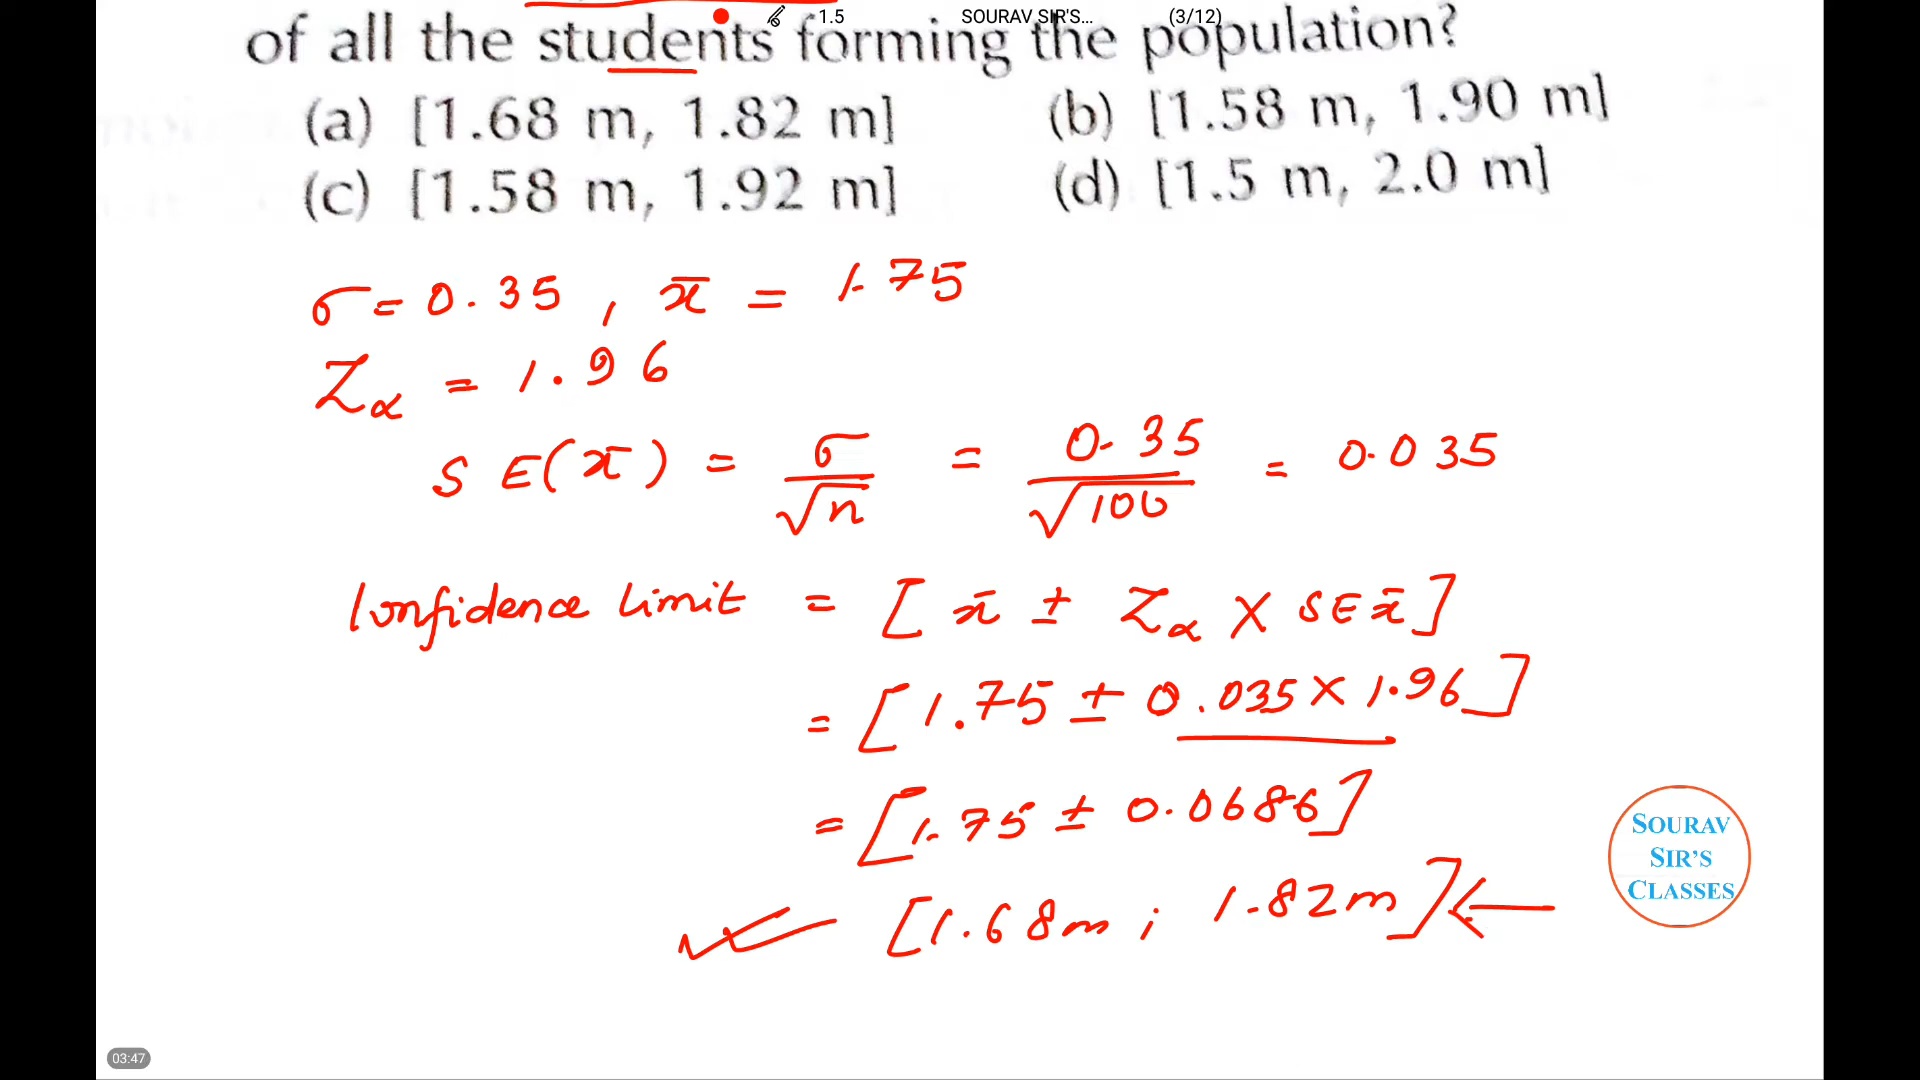 1.5 SOURAV SIR'S... (3/12)
of all the students forming the population?
(a) [1.68 m, 1.82 m] (b) [1.58 m, 1.90 m]
(c) [1.58 m, 1.92 m] (d) [1.5 m, 2.0 m]
σ = 0.35 , x̄ = 1.75
Zα = 1.96
SE(x̄) = σ/√n = 0.35/√100 = 0.035
Confidence limit = [x̄ ± Zα × SEx̄]
= [1.75 ± 0.035 × 1.96]
= [1.75 ± 0.0686]
[1.68m ; 1.82m] ←
SOURAV
SIR'S
CLASSES
03:47